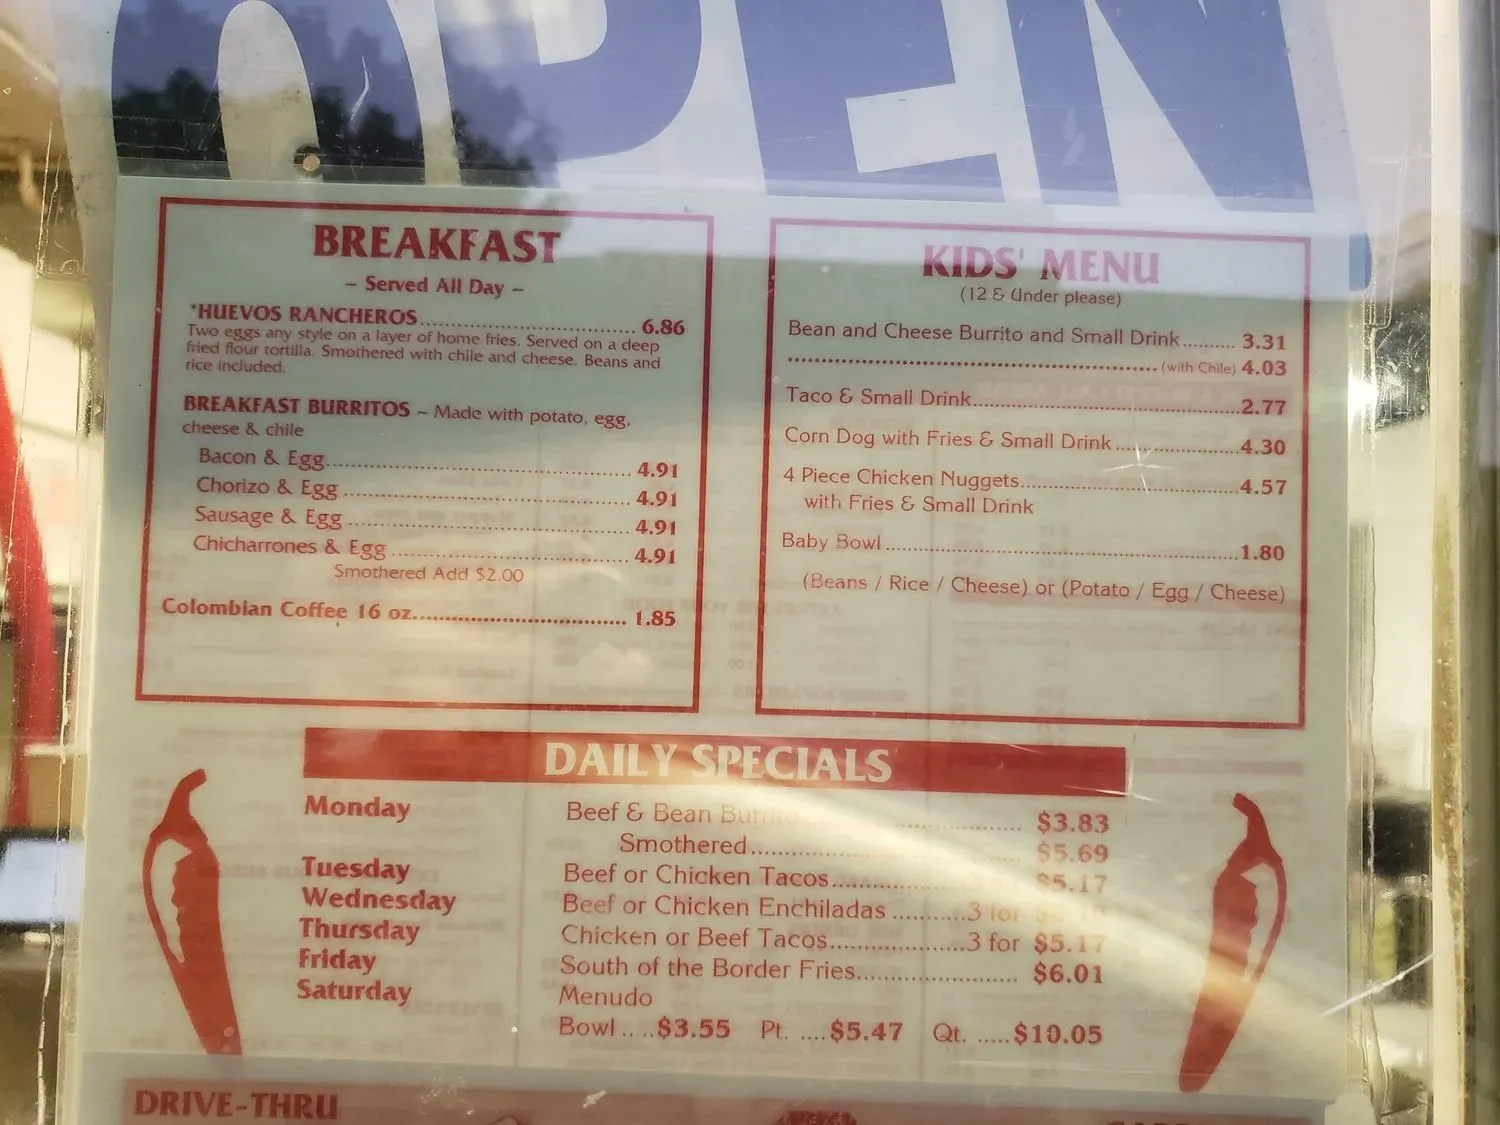 OPEN
BREAKFAST
~ Served All Day ~
*HUEVOS RANCHEROS.......... 6.86
Two eggs any style on a layer of home fries. Served on a deep
fried flour tortilla. Smothered with chile and cheese. Beans and
rice included.
BREAKFAST BURRITOS ~ Made with potato, egg,
cheese & chile
Bacon & Egg.......... 4.91
Chorizo & Egg .......... 4.91
Sausage & Egg .......... 4.91
Chicharrones & Egg .......... 4.91
Smothered Add $2.00
Colombian Coffee 16 oz.......... 1.85
KIDS' MENU
(12 & Under please)
Bean and Cheese Burrito and Small Drink.......... 3.31
.......... (with Chile) 4.03
Taco & Small Drink..........2.77
Corn Dog with Fries & Small Drink ..........4.30
4 Piece Chicken Nuggets..........4.57
with Fries & Small Drink
Baby Bowl ..........1.80
(Beans / Rice / Cheese) or (Potato / Egg / Cheese)
DAILY SPECIALS
Monday Beef & Bean Burrito .......... $3.83
Smothered.......... $5.69
Tuesday Beef or Chicken Tacos.......... 3 for $5.17
Wednesday Beef or Chicken Enchiladas ..........3 for
Thursday Chicken or Beef Tacos..........3 for $5.17
Friday South of the Border Fries.......... $6.01
Saturday Menudo
Bowl .....$3.55 Pt. ....$5.47 Qt. .....$10.05
DRIVE-THRU